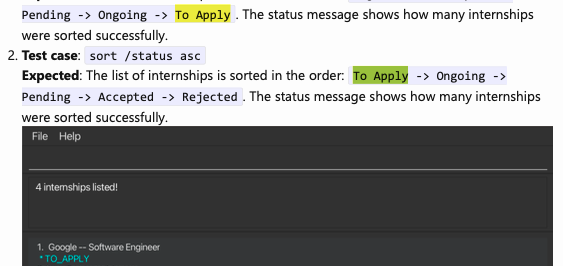 Pending -> Ongoing -> To Apply . The status message shows how many internships
were sorted successfully.
2. Test case: sort /status asc
Expected: The list of internships is sorted in the order: To Apply -> Ongoing ->
Pending -> Accepted -> Rejected . The status message shows how many internships
were sorted successfully.
File Help
4 internships listed!
1. Google -- Software Engineer
* TO_APPLY